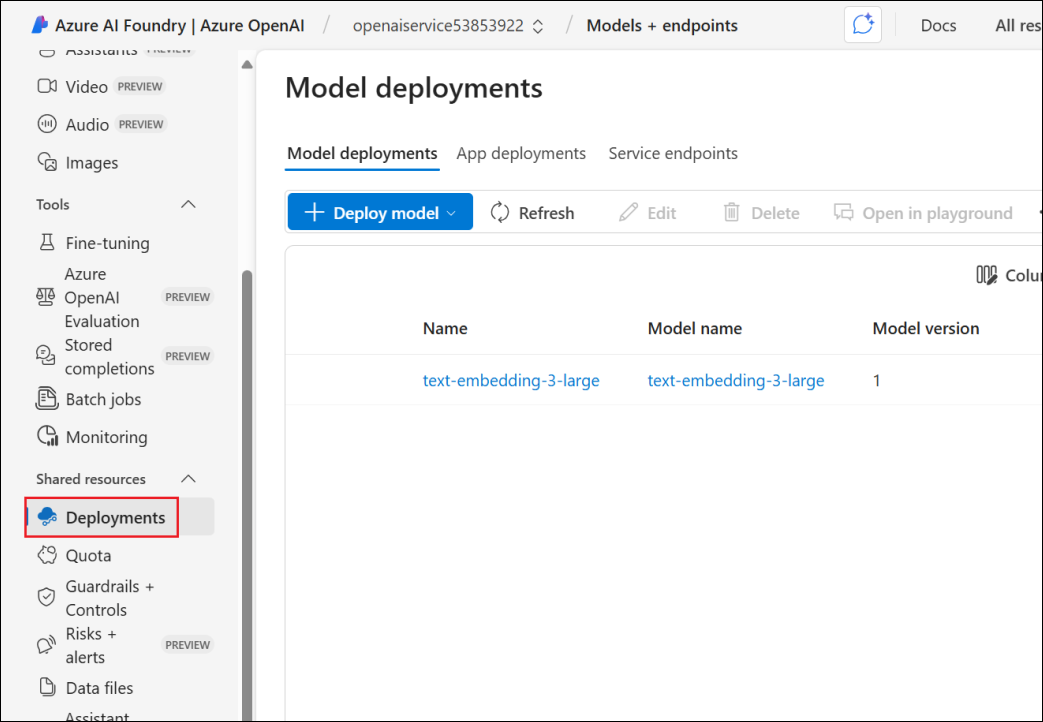 Azure AI Foundry | Azure OpenAI / openaiservice53853922 / Models + endpoints Docs All res
Assistants PREVIEW
Video PREVIEW
Audio PREVIEW
Images
Tools
Fine-tuning
Azure
OpenAI PREVIEW
Evaluation
Stored
completions PREVIEW
Batch jobs
Monitoring
Shared resources
Deployments
Quota
Guardrails +
Controls
Risks +
alerts PREVIEW
Data files
Assistant
Model deployments
Model deployments App deployments Service endpoints
Deploy model Refresh Edit Delete Open in playground
Colu
Name Model name Model version
text-embedding-3-large text-embedding-3-large 1